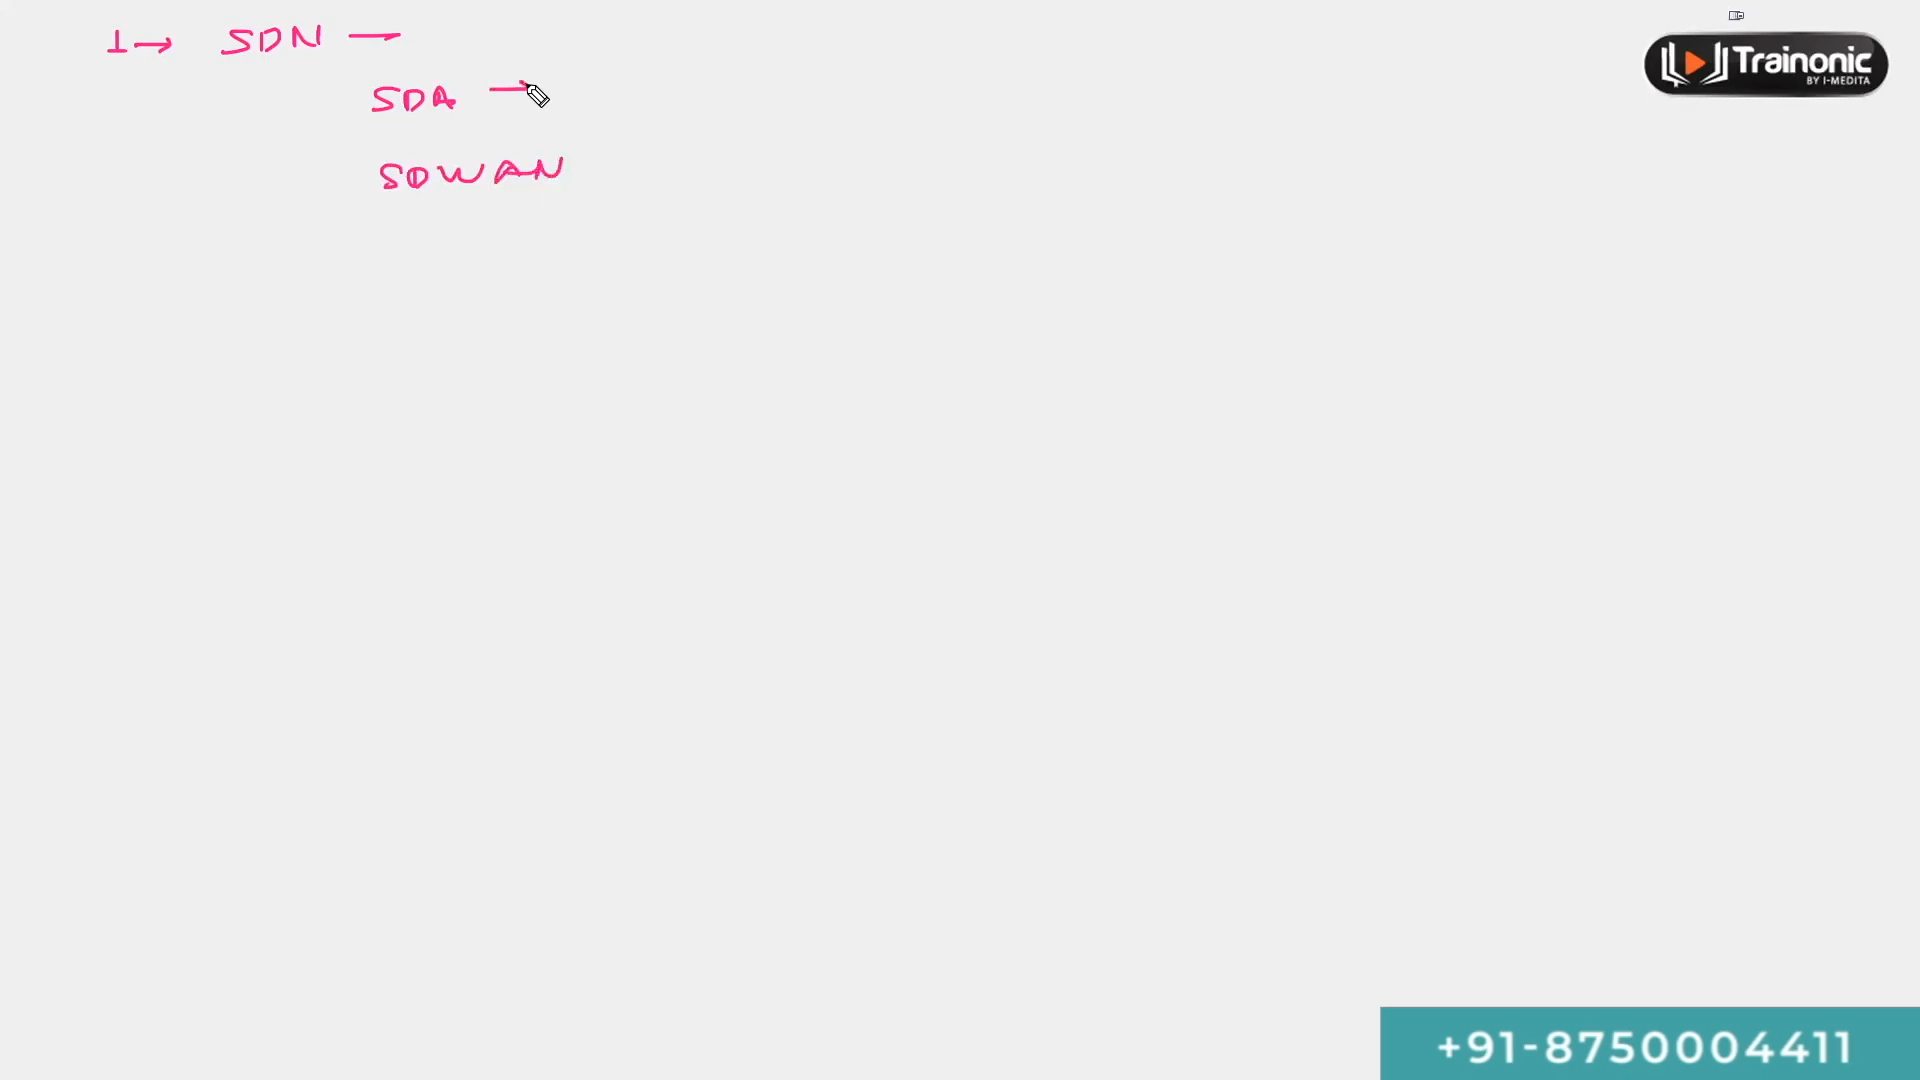 1→ SDN —
SDA →
SDWAN
Trainonic
BY I-MEDITA
+91-8750004411